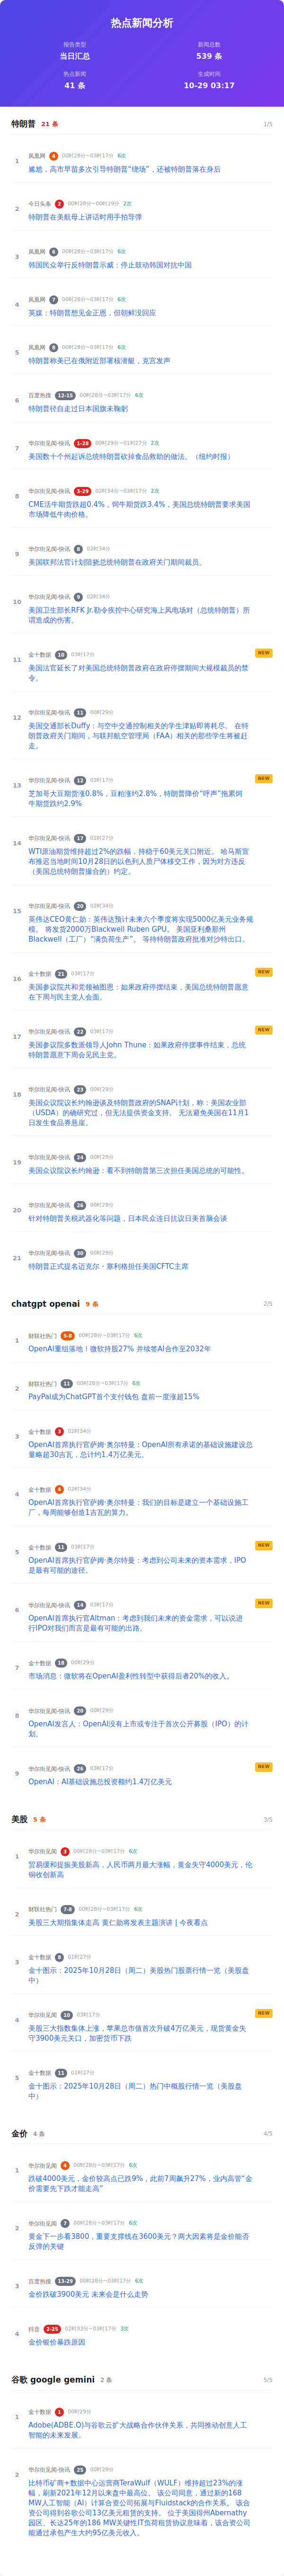 热点新闻分析
报告类型
新闻总数
当日汇总
539 条
热点新闻
生成时间
41 条
10-29 03:17
特朗普 21 条 1/5
1
凤凰网 4 00时28分~03时17分 6次
尴尬，高市早苗多次引导特朗普“绕场”，还被特朗普落在身后
2
今日头条 2 00时28分~00时29分 2次
特朗普在美航母上讲话时用手拍导弹
3
凤凰网 6 00时28分~03时17分 6次
韩国民众举行反特朗普示威：停止鼓动韩国对抗中国
4
凤凰网 7 00时28分~03时17分 6次
英媒：特朗普想见金正恩，但朝鲜没回应
5
凤凰网 8 00时28分~03时17分 6次
特朗普称美已在俄附近部署核潜艇，克宫发声
6
百度热搜 12-15 00时28分~03时17分 6次
特朗普径自走过日本国旗未鞠躬
7
华尔街见闻-快讯 1-28 00时29分~01时27分 2次
美国数十个州起诉总统特朗普砍掉食品救助的做法。（纽约时报）
8
华尔街见闻-快讯 3-29 02时34分~03时17分 2次
CME活牛期货跌超0.4%，饲牛期货跌3.4%，美国总统特朗普要求美国
市场降低牛肉价格。
9
华尔街见闻-快讯 8 02时34分
美国联邦法官计划阻挠总统特朗普在政府关门期间裁员。
10
华尔街见闻-快讯 9 02时34分
美国卫生部长RFK Jr.勒令疾控中心研究海上风电场对（总统特朗普）所
谓造成的伤害。
11
金十数据 10 03时17分 NEW
美国法官延长了对美国总统特朗普政府在政府停摆期间大规模裁员的禁
令。
12
华尔街见闻-快讯 11 00时29分
美国交通部长Duffy：与空中交通控制相关的学生津贴即将耗尽。 在特
朗普政府关门期间，与联邦航空管理局（FAA）相关的那些学生将被赶
走。
13
华尔街见闻-快讯 12 03时17分 NEW
芝加哥大豆期货涨0.8%，豆粕涨约2.8%，特朗普降价“呼声”拖累饲
牛期货跌约2.9%
14
华尔街见闻-快讯 17 01时27分
WTI原油期货维持超过2%的跌幅，持稳于60美元关口附近。 哈马斯宣
布推迟当地时间10月28日的以色列人质尸体移交工作，因为对方违反
（美国总统特朗普撮合的）约定。
15
华尔街见闻-快讯 20 02时34分
英伟达CEO黄仁勋：英伟达预计未来六个季度将实现5000亿美元业务规
模。 将发货2000万Blackwell Ruben GPU。 美国亚利桑那州
Blackwell（工厂）“满负荷生产”。 等待特朗普政府批准对沙特出口。
16
金十数据 21 03时17分 NEW
美国参议院共和党领袖图恩：如果政府停摆结束，美国总统特朗普愿意
在下周与民主党人会面。
17
华尔街见闻-快讯 22 03时17分 NEW
美国参议院多数派领导人John Thune：如果政府停摆事件结束，总统
特朗普愿意下周会见民主党。
18
华尔街见闻-快讯 23 00时29分
美国众议院议长约翰逊谈及特朗普政府的SNAP计划，称：美国农业部
（USDA）的确研究过，但无法提供资金支持。 无法避免美国在11月1
日发生食品券悬崖。
19
华尔街见闻-快讯 24 00时29分
美国众议院议长约翰逊：看不到特朗普第三次担任美国总统的可能性。
20
华尔街见闻-快讯 26 00时29分
针对特朗普关税武器化等问题，日本民众连日抗议日美首脑会谈
21
华尔街见闻-快讯 30 00时29分
特朗普正式提名迈克尔・塞利格担任美国CFTC主席
chatgpt openai 9 条 2/5
1
财联社热门 5-8 00时28分~03时17分 6次
OpenAI重组落地！微软持股27% 并续签AI合作至2032年
2
财联社热门 11 00时28分~03时17分 6次
PayPal成为ChatGPT首个支付钱包 盘前一度涨超15%
3
金十数据 3 02时34分
OpenAI首席执行官萨姆·奥尔特曼：OpenAI所有承诺的基础设施建设总
量略超30吉瓦，总计约1.4万亿美元。
4
金十数据 4 02时34分
OpenAI首席执行官萨姆·奥尔特曼：我们的目标是建立一个基础设施工
厂，每周能够创造1吉瓦的算力。
5
金十数据 11 03时17分 NEW
OpenAI首席执行官萨姆·奥尔特曼：考虑到公司未来的资本需求，IPO
是最有可能的途径。
6
华尔街见闻-快讯 14 03时17分 NEW
OpenAI首席执行官Altman：考虑到我们未来的资金需求，可以说进
行IPO对我们而言是最有可能的出路。
7
金十数据 18 00时29分
市场消息：微软将在OpenAI盈利性转型中获得后者20%的收入。
8
华尔街见闻-快讯 20 00时29分
OpenAI发言人：OpenAI没有上市或专注于首次公开募股（IPO）的计
划。
9
华尔街见闻-快讯 26 03时17分 NEW
OpenAI：AI基础设施总投资额约1.4万亿美元
美股 5 条 3/5
1
华尔街见闻 3 00时28分~03时17分 6次
贸易缓和提振美股新高，人民币两月最大涨幅，黄金失守4000美元，伦
铜收创新高
2
财联社热门 7-8 00时28分~03时17分 6次
美股三大期指集体走高 黄仁勋将发表主题演讲 | 今夜看点
3
金十数据 8 01时27分
金十图示：2025年10月28日（周二）美股热门股票行情一览（美股盘
中）
4
华尔街见闻 10 03时17分 NEW
美股三大指数集体上涨，苹果总市值首次升破4万亿美元，现货黄金失
守3900美元关口，加密货币下跌
5
金十数据 11 01时27分
金十图示：2025年10月28日（周二）热门中概股行情一览（美股盘
中）
金价 4 条 4/5
1
华尔街见闻 4 00时28分~03时17分 6次
跌破4000美元，金价较高点已跌9%，此前7周飙升27%，业内高管“金
价需要先下跌才能走高”
2
华尔街见闻 7 00时28分~03时17分 6次
黄金下一步看3800，重要支撑线在3600美元？两大因素将是金价能否
反弹的关键
3
百度热搜 13-29 00时28分~03时17分 6次
金价跌破3900美元 未来会是什么走势
4
抖音 2-25 02时33分~03时17分 3次
金价银价暴跌原因
谷歌 google gemini 2 条 5/5
1
金十数据 1 00时29分
Adobe(ADBE.O)与谷歌云扩大战略合作伙伴关系，共同推动创意人工
智能的未来发展。
2
华尔街见闻-快讯 25 00时29分
比特币矿商+数据中心运营商TeraWulf（WULF）维持超过23%的涨
幅，刷新2021年12月以来盘中最高位。 该公司同意，通过新的168
MW人工智能（AI）计算合资公司拓展与Fluidstack的合作关系。 该合
资公司得到谷歌公司13亿美元租赁的支持。 位于美国得州Abernathy
园区、长达25年的186 MW关键性IT负荷租赁协议意味着，该合资公司
能通过承包产生大约95亿美元收入。